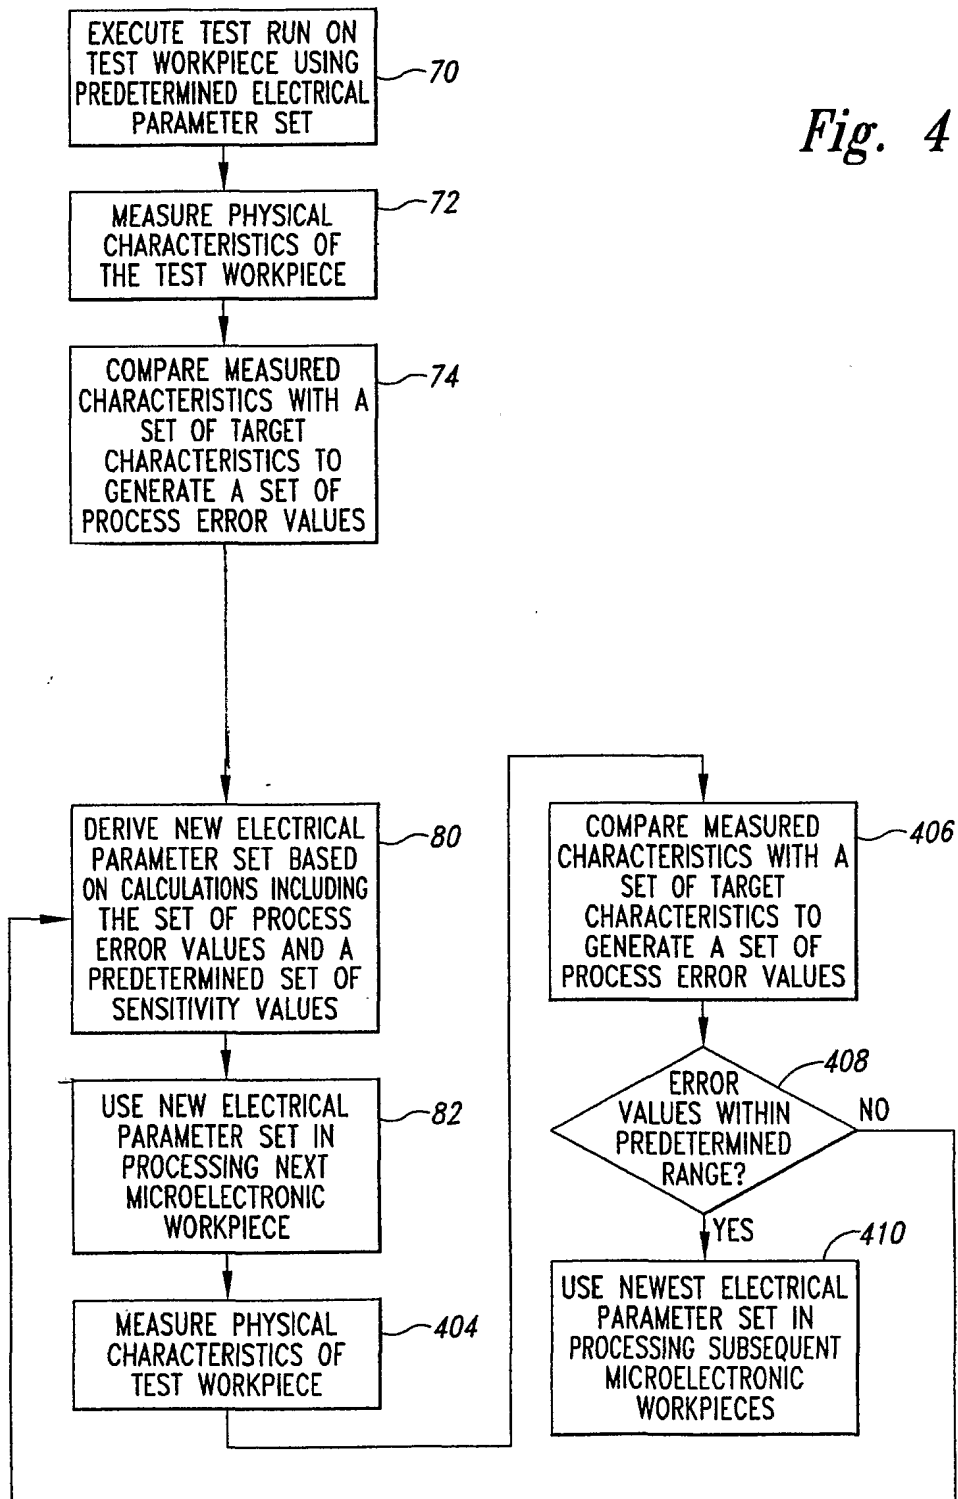 EXECUTE TEST RUN ON
TEST WORKPIECE USING
PREDETERMINED ELECTRICAL
PARAMETER SET
70
Fig. 4
MEASURE PHYSICAL
CHARACTERISTICS OF
THE TEST WORKPIECE
72
COMPARE MEASURED
CHARACTERISTICS WITH A
SET OF TARGET
CHARACTERISTICS TO
GENERATE A SET OF
PROCESS ERROR VALUES
74
DERIVE NEW ELECTRICAL
PARAMETER SET BASED
ON CALCULATIONS INCLUDING
THE SET OF PROCESS
ERROR VALUES AND A
PREDETERMINED SET OF
SENSITIVITY VALUES
80
USE NEW ELECTRICAL
PARAMETER SET IN
PROCESSING NEXT
MICROELECTRONIC
WORKPIECE
82
MEASURE PHYSICAL
CHARACTERISTICS OF
TEST WORKPIECE
404
COMPARE MEASURED
CHARACTERISTICS WITH A
SET OF TARGET
CHARACTERISTICS TO
GENERATE A SET OF
PROCESS ERROR VALUES
406
ERROR
VALUES WITHIN
PREDETERMINED
RANGE?
408
NO
YES
USE NEWEST ELECTRICAL
PARAMETER SET IN
PROCESSING SUBSEQUENT
MICROELECTRONIC
WORKPIECES
410